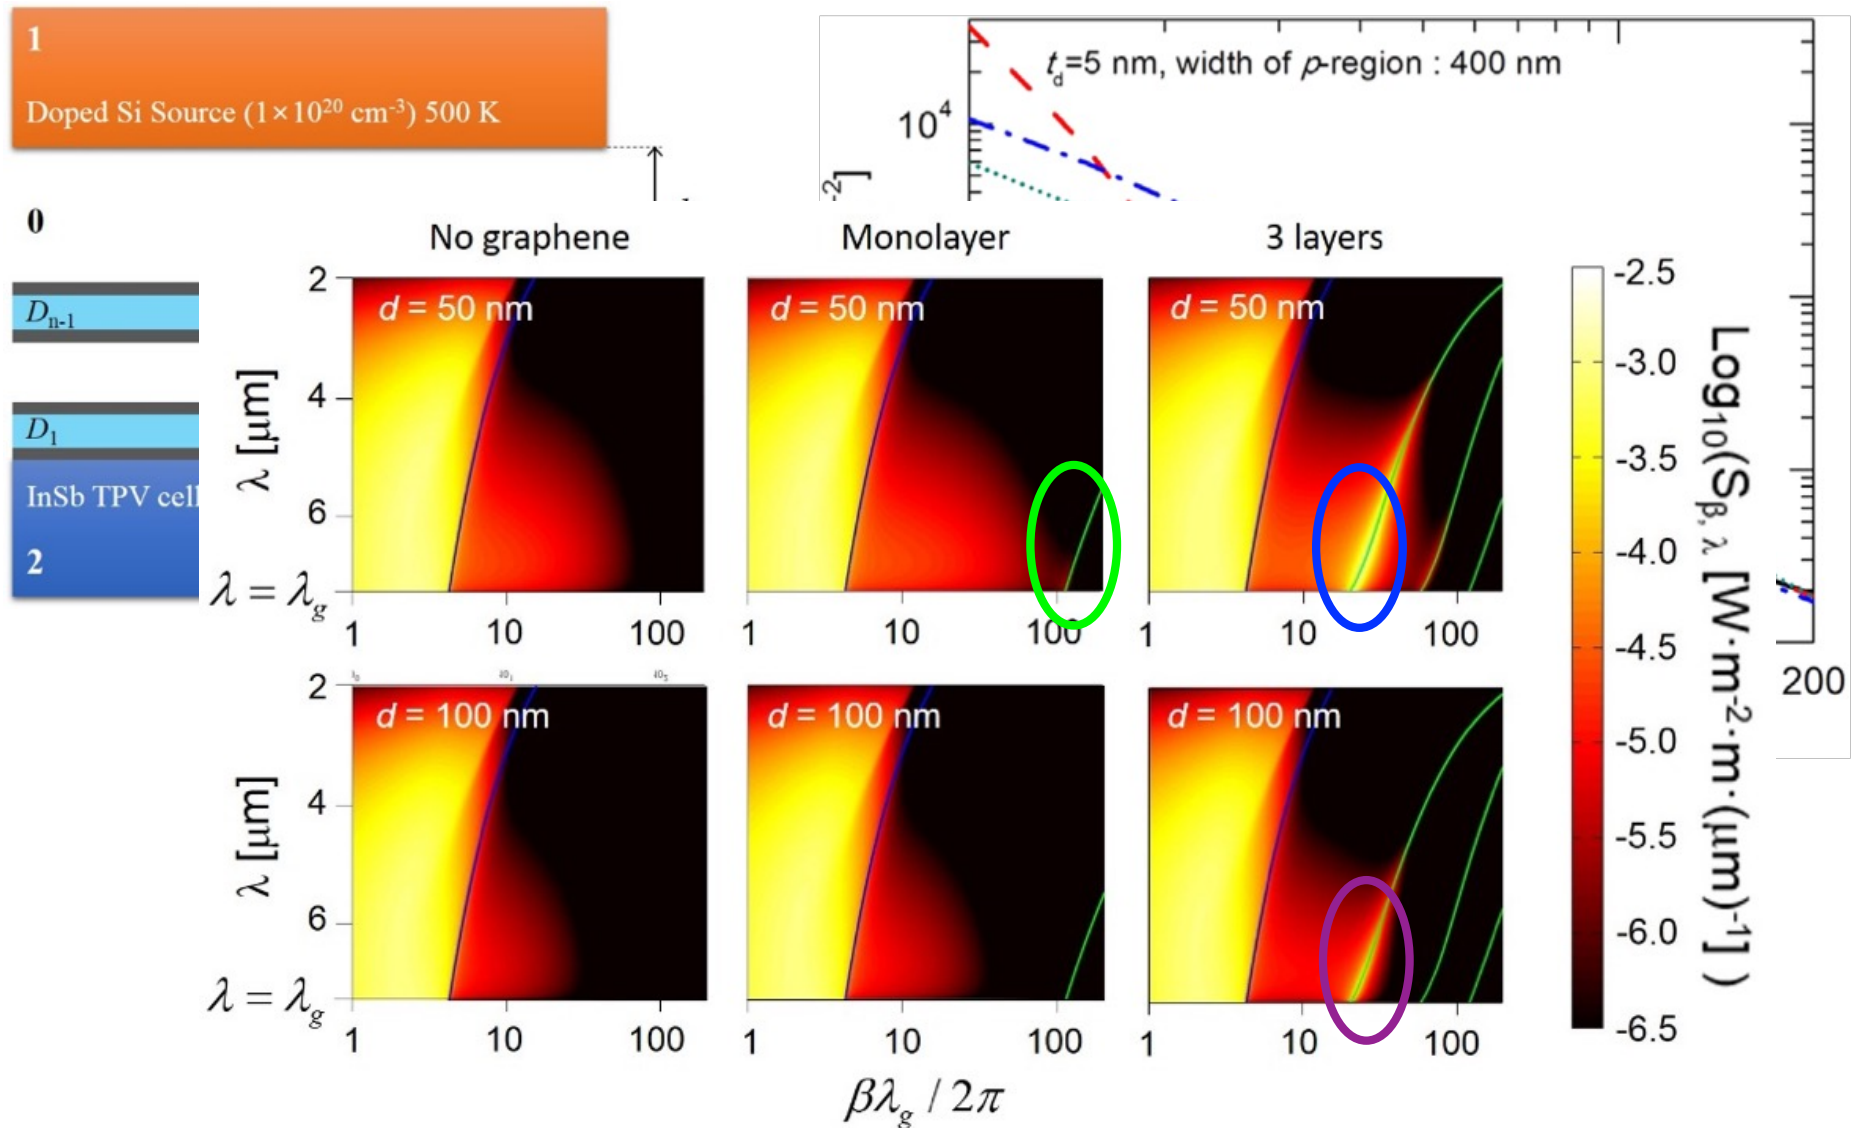 1
Doped Si Source (1×10²⁰ cm⁻³) 500 K
0
Dₙ₋₁
D₁
InSb TPV cell
2
t_d=5 nm, width of p-region : 400 nm
10⁴
⁻²]
200
No graphene
Monolayer
3 layers
d = 50 nm
d = 50 nm
d = 50 nm
2
4
6
λ [μm]
λ = λ_g
1 10 100
1 10 100
1 10 100
d = 100 nm
d = 100 nm
d = 100 nm
2
4
6
λ [μm]
λ = λ_g
1 10 100
1 10 100
1 10 100
βλ_g / 2π
-2.5
-3.0
-3.5
-4.0
-4.5
-5.0
-5.5
-6.0
-6.5
Log₁₀(S_β, λ [W·m⁻²·m·(μm)⁻¹] )